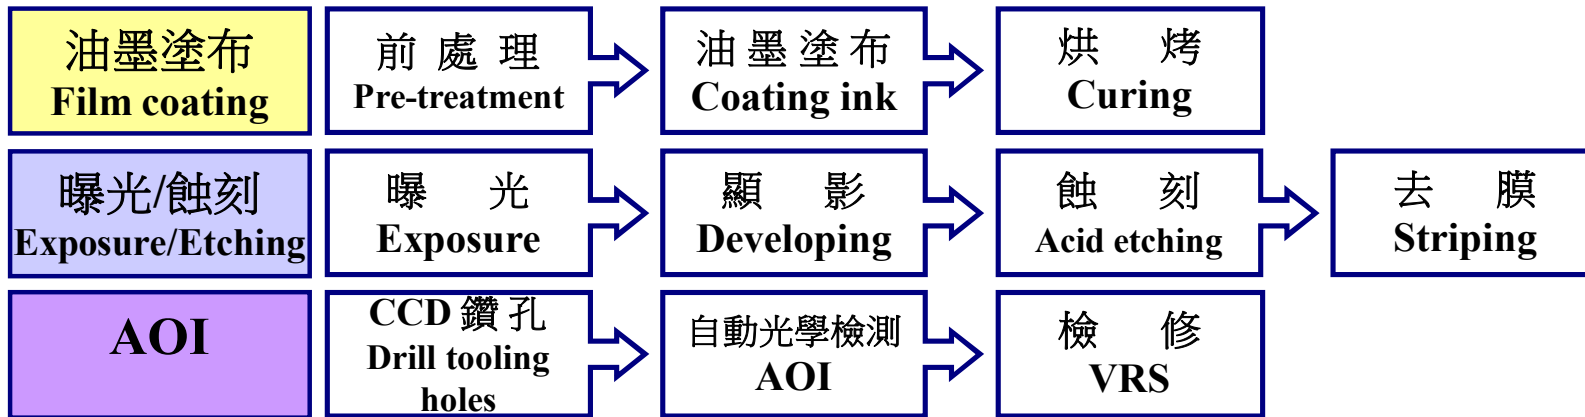 油墨塗布
Film coating
前 處 理
Pre-treatment
油 墨 塗 布
Coating ink
烘 烤
Curing
曝光/蝕刻
Exposure/Etching
曝 光
Exposure
顯 影
Developing
蝕 刻
Acid etching
去 膜
Striping
AOI
CCD 鑽 孔
Drill tooling
holes
自動光學檢測
AOI
檢 修
VRS